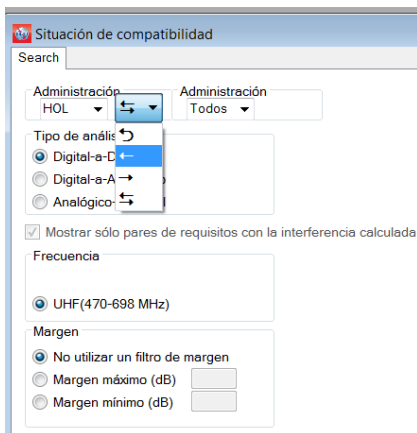 Situación de compatibilidad
Search
Administración Administración
HOL Todos
Tipo de anális
Digital-a-D
Digital-a-A
Analógico-
Mostrar sólo pares de requisitos con la interferencia calculada
Frecuencia
UHF(470-698 MHz)
Margen
No utilizar un filtro de margen
Margen máximo (dB)
Margen mínimo (dB)